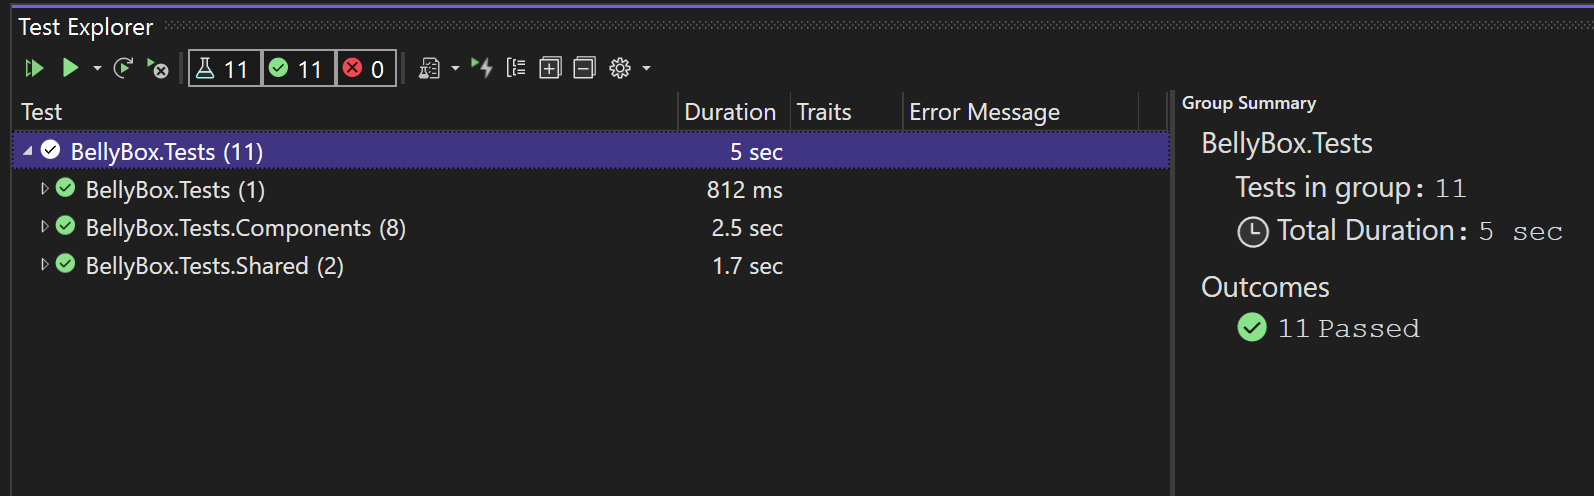 Test Explorer
11 11 0
Test Duration Traits Error Message
BellyBox.Tests (11) 5 sec
BellyBox.Tests (1) 812 ms
BellyBox.Tests.Components (8) 2.5 sec
BellyBox.Tests.Shared (2) 1.7 sec
Group Summary
BellyBox.Tests
Tests in group: 11
Total Duration: 5 sec
Outcomes
11 Passed